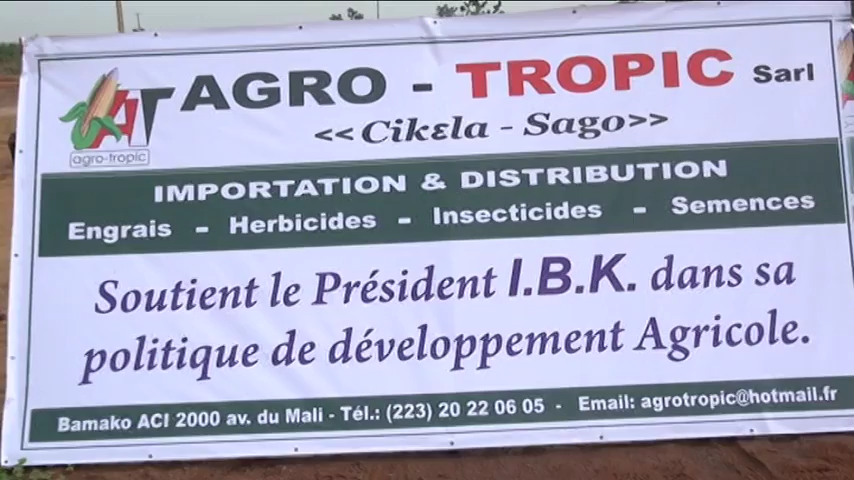 AGRO - TROPIC Sarl
<<Cikɛla - Sago>>
AT
agro-tropic
IMPORTATION & DISTRIBUTION
Engrais - Herbicides - Insecticides - Semences
Soutient le Président I.B.K. dans sa
politique de développement Agricole.
Bamako ACI 2000 av. du Mali - Tél.: (223) 20 22 06 05 - Email: agrotropic@hotmail.fr